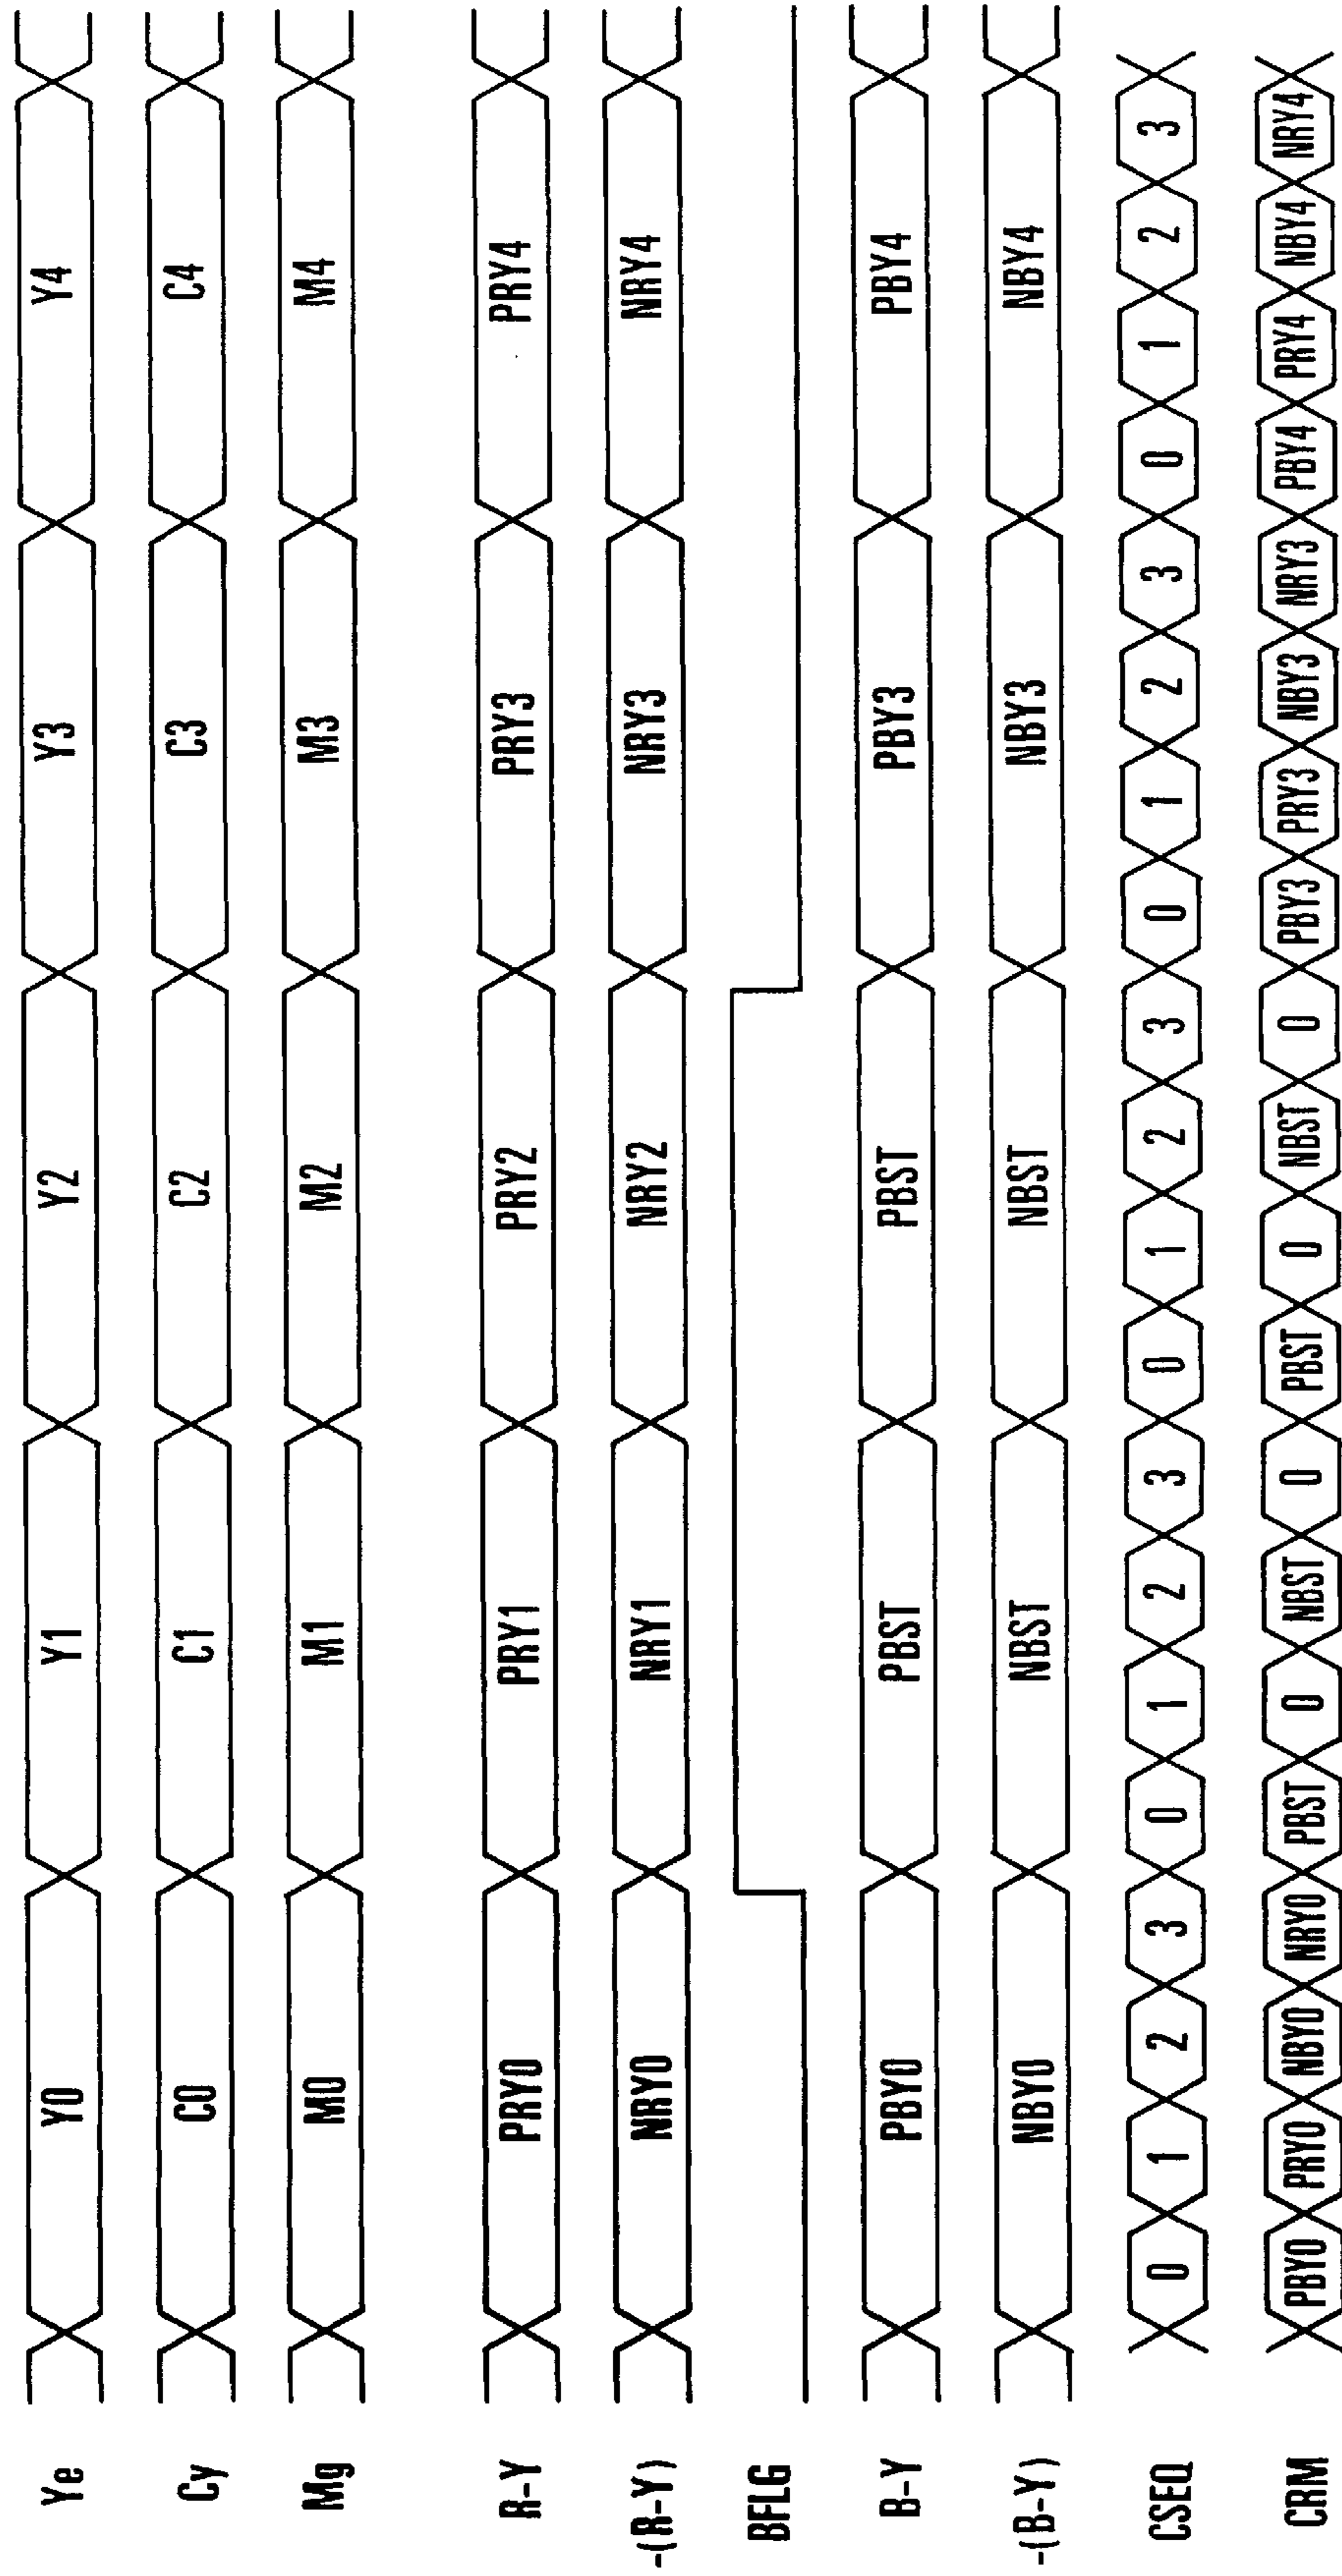 Ye Y0 Y1 Y2 Y3 Y4
Cy C0 C1 C2 C3 C4
Mg M0 M1 M2 M3 M4
R-Y PRY0 PRY1 PRY2 PRY3 PRY4
-(R-Y) NRY0 NRY1 NRY2 NRY3 NRY4
BFLG
B-Y PBY0 PBST PBST PBY3 PBY4
-(B-Y) NBY0 NBST NBST NBY3 NBY4
CSEQ 0 1 2 3 0 1 2 3 0 1 2 3 0 1 2 3 0 1 2 3
CRM PBY0 PRY0 NBY0 NRY0 PBST 0 NBST 0 PBST 0 NBST 0 PBY3 PRY3 NBY3 NRY3 PBY4 PRY4 NBY4 NRY4